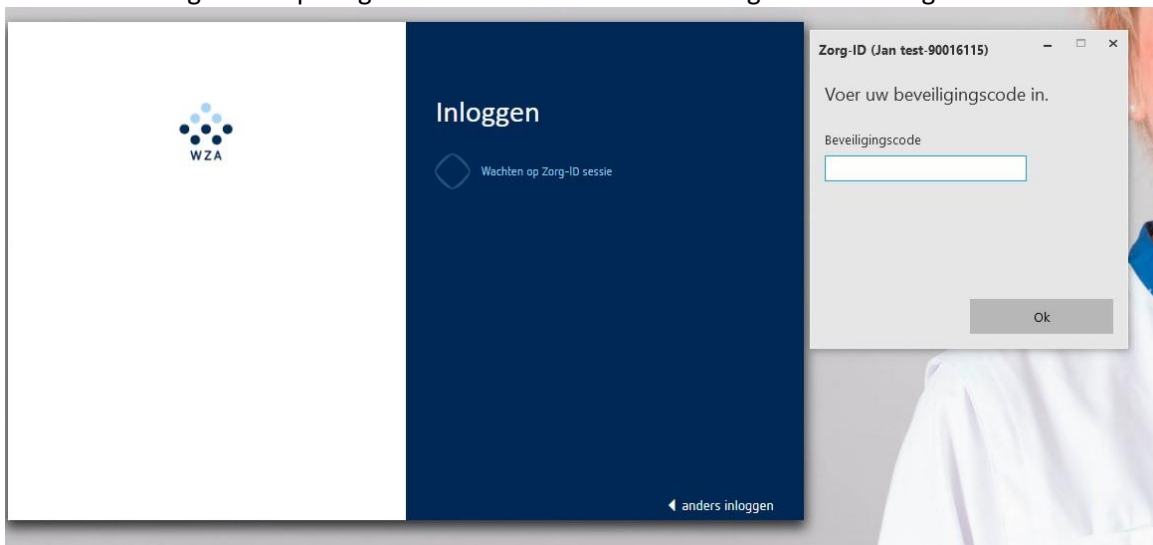 WZA
Inloggen
Wachten op Zorg-ID sessie
anders inloggen
Zorg-ID (Jan test-90016115)
Voer uw beveiligingscode in.
Beveiligingscode
Ok